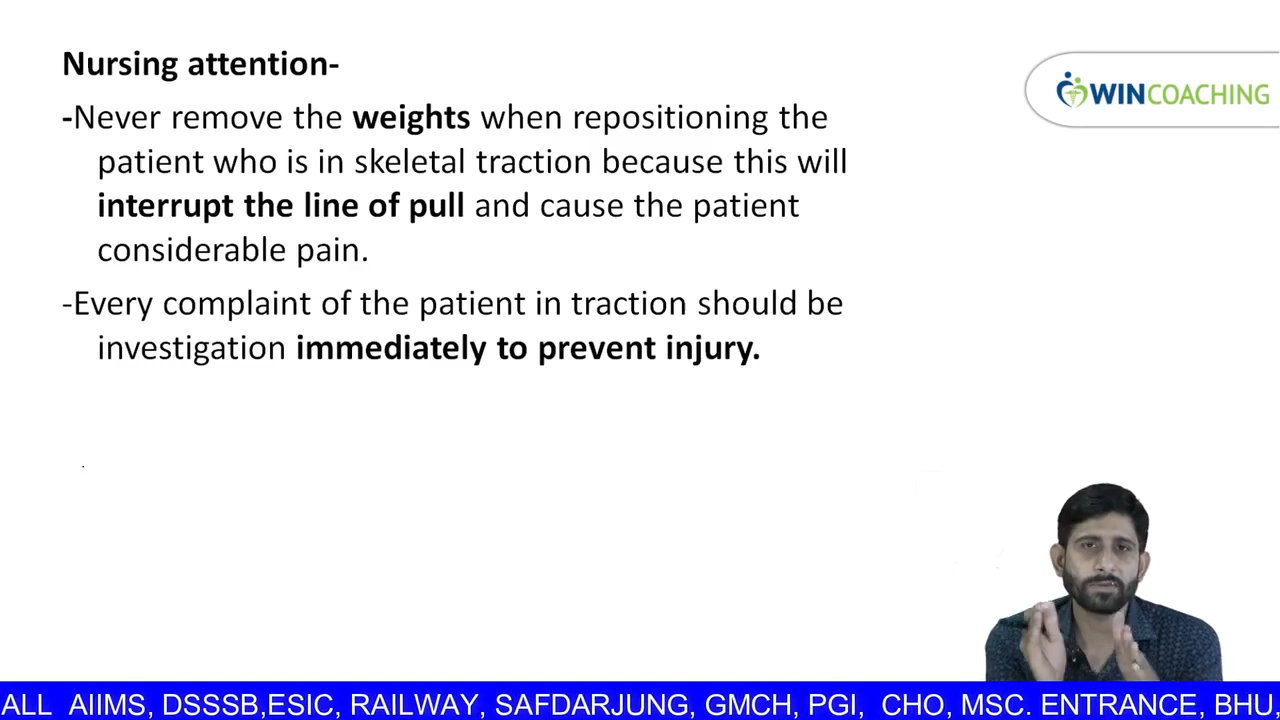 Nursing attention-
WINCOACHING
-Never remove the weights when repositioning the
patient who is in skeletal traction because this will
interrupt the line of pull and cause the patient
considerable pain.
-Every complaint of the patient in traction should be
investigation immediately to prevent injury.
ALL AIIMS, DSSSB,ESIC, RAILWAY, SAFDARJUNG, GMCH, PGI, CHO, MSC. ENTRANCE, BHU,